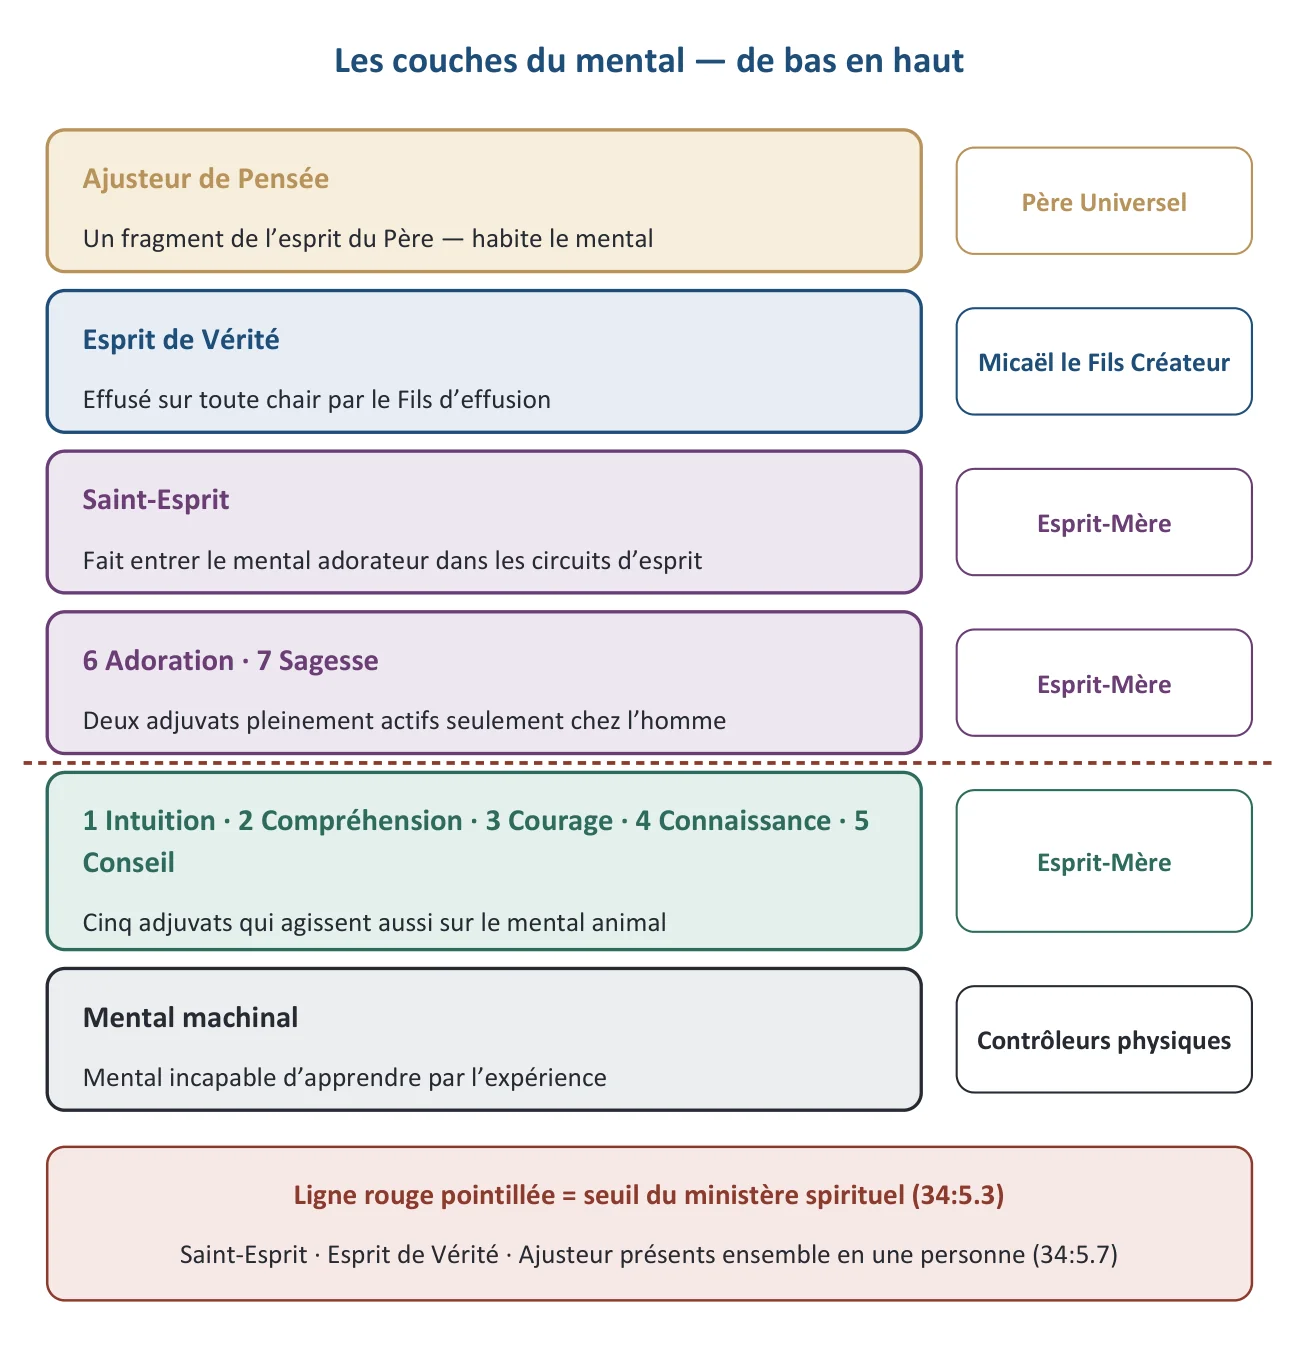 Les couches du mental — de bas en haut
Ajusteur de Pensée
Un fragment de l’esprit du Père — habite le mental
Père Universel
Esprit de Vérité
Effusé sur toute chair par le Fils d’effusion
Micaël le Fils Créateur
Saint-Esprit
Fait entrer le mental adorateur dans les circuits d’esprit
Esprit-Mère
6 Adoration · 7 Sagesse
Deux adjuvats pleinement actifs seulement chez l’homme
Esprit-Mère
1 Intuition · 2 Compréhension · 3 Courage · 4 Connaissance · 5
Conseil
Cinq adjuvats qui agissent aussi sur le mental animal
Esprit-Mère
Mental machinal
Mental incapable d’apprendre par l’expérience
Contrôleurs physiques
Ligne rouge pointillée = seuil du ministère spirituel (34:5.3)
Saint-Esprit · Esprit de Vérité · Ajusteur présents ensemble en une personne (34:5.7)